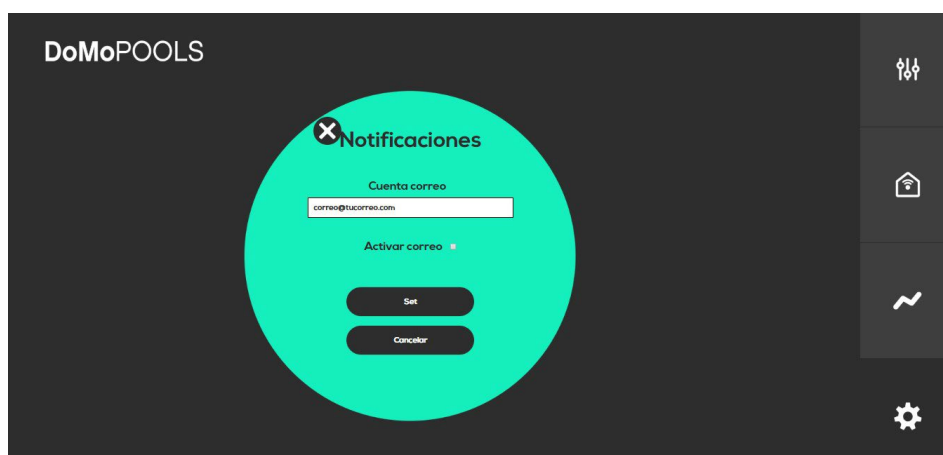 DoMoPOOLS
Notificaciones
Cuenta correo
correo@tucorreo.com
Activar correo
Set
Cancelar